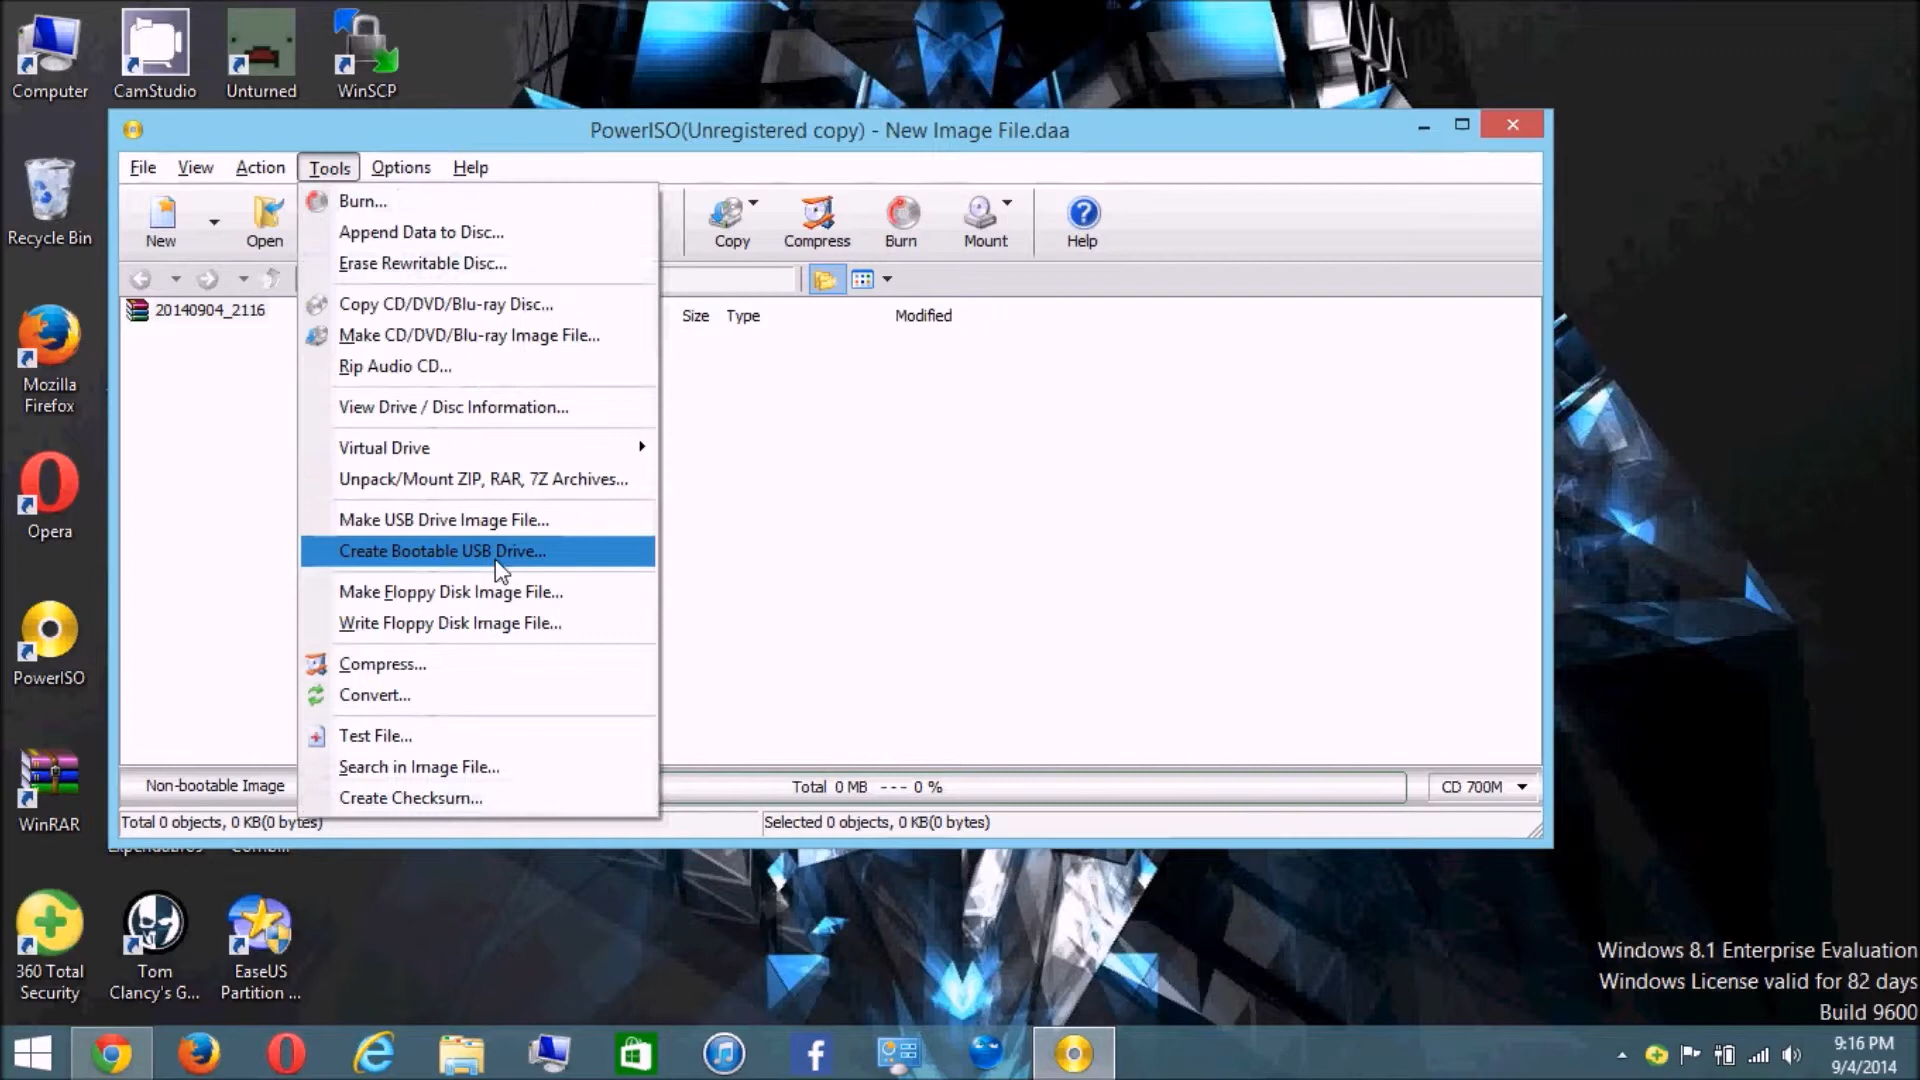 Computer
CamStudio
Unturned
WinSCP
PowerISO(Unregistered copy) - New Image File.daa
File View Action Tools Options Help
New
Open
Copy
Compress
Burn
Mount
Help
Burn...
Append Data to Disc...
Erase Rewritable Disc...
Copy CD/DVD/Blu-ray Disc...
Make CD/DVD/Blu-ray Image File...
Rip Audio CD...
View Drive / Disc Information...
Virtual Drive
Unpack/Mount ZIP, RAR, 7Z Archives...
Make USB Drive Image File...
Create Bootable USB Drive...
Make Floppy Disk Image File...
Write Floppy Disk Image File...
Compress...
Convert...
Test File...
Search in Image File...
Create Checksum...
20140904_2116
Size Type Modified
Non-bootable Image
Total 0 MB --- 0 %
CD 700M
Total 0 objects, 0 KB(0 bytes)
Selected 0 objects, 0 KB(0 bytes)
Recycle Bin
Mozilla
Firefox
Opera
PowerISO
WinRAR
360 Total
Security
Tom
Clancy's G...
EaseUS
Partition ...
Windows 8.1 Enterprise Evaluation
Windows License valid for 82 days
Build 9600
9:16 PM
9/4/2014